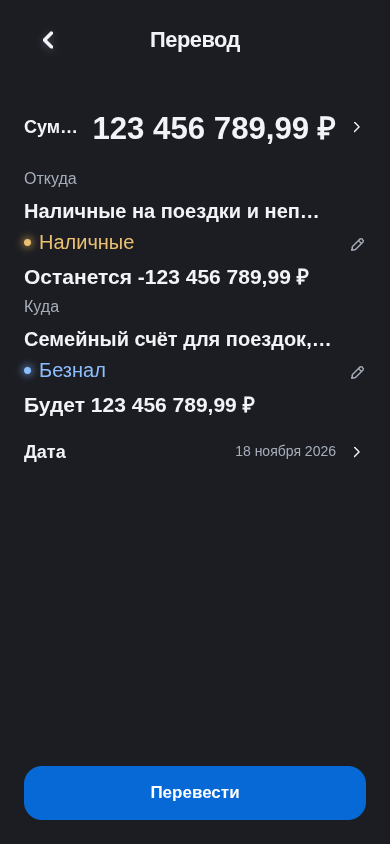 Перевод
Сум… 123 456 789,99 ₽
Откуда
Наличные на поездки и неп…
Наличные
Останется -123 456 789,99 ₽
Куда
Семейный счёт для поездок,…
Безнал
Будет 123 456 789,99 ₽
Дата 18 ноября 2026
Перевести